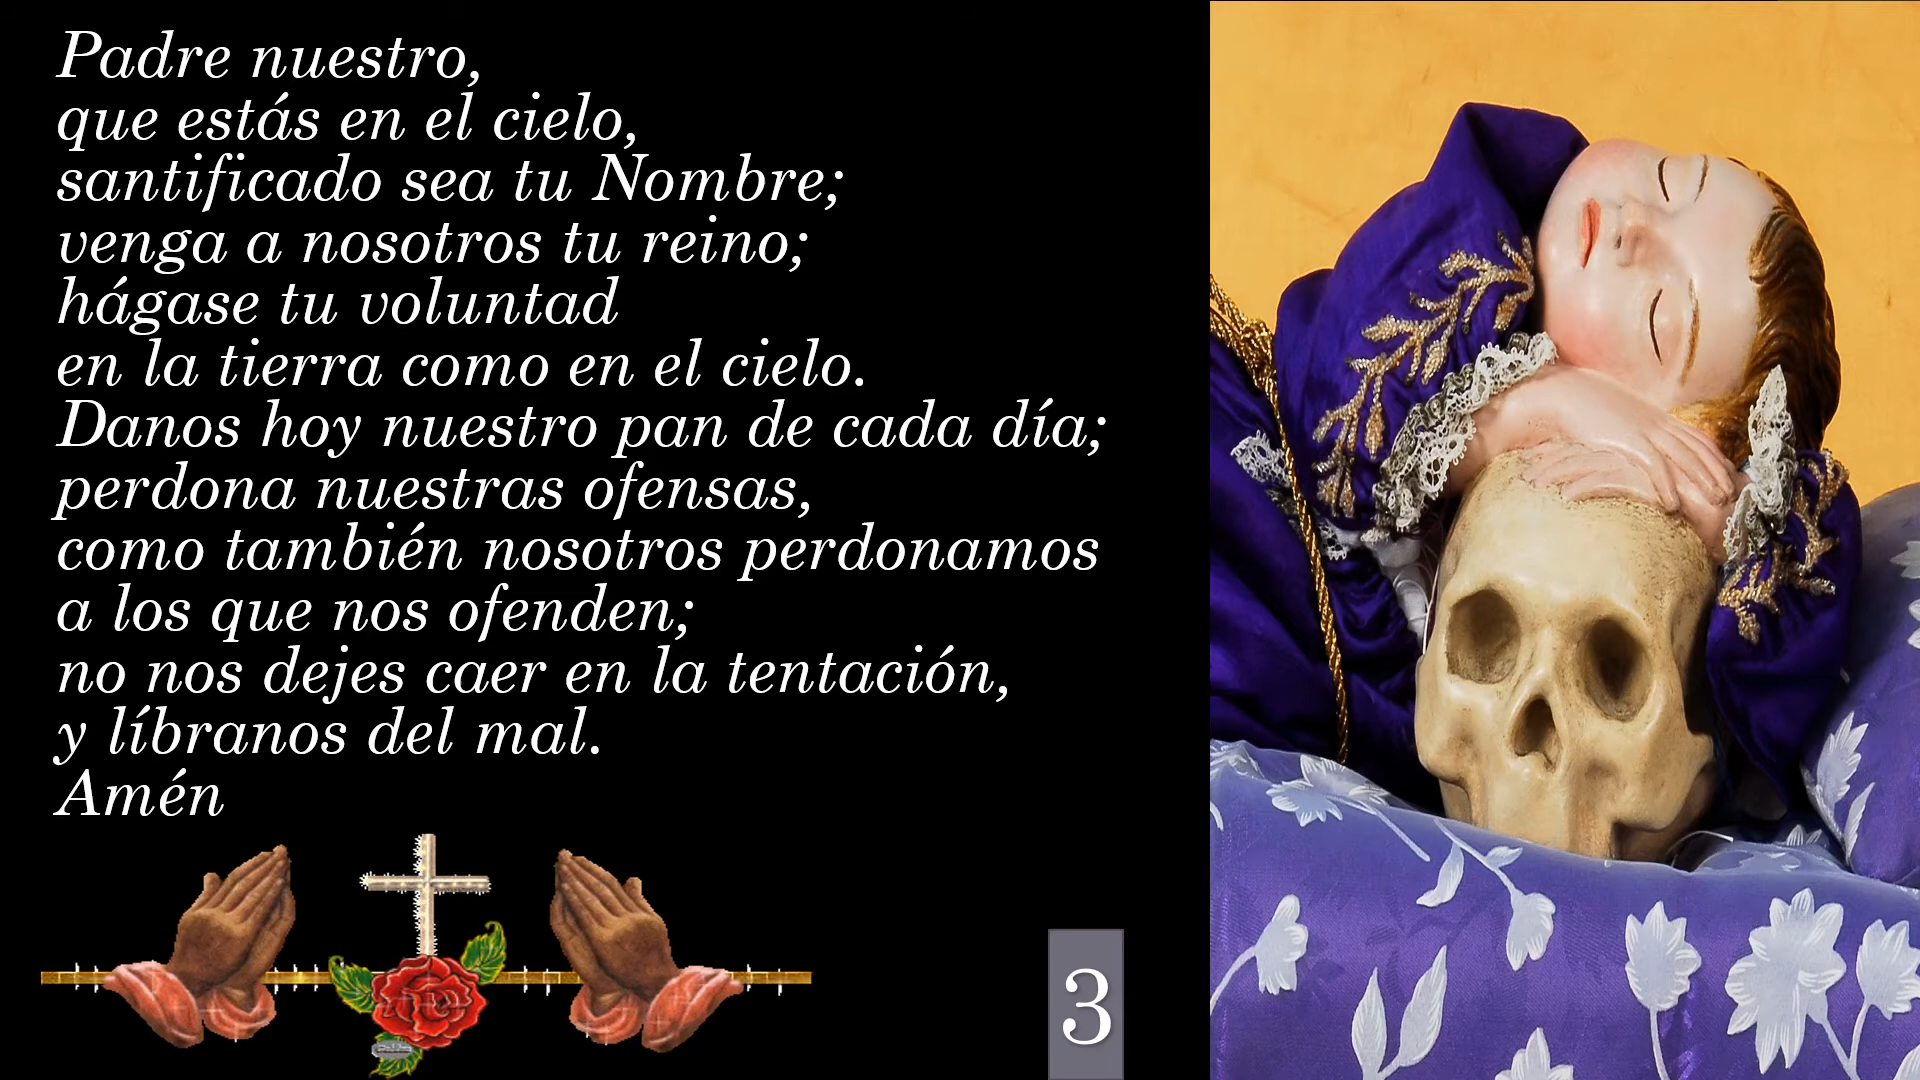 Padre nuestro,
que estás en el cielo,
santificado sea tu Nombre;
venga a nosotros tu reino;
hágase tu voluntad
en la tierra como en el cielo.
Danos hoy nuestro pan de cada día;
perdona nuestras ofensas,
como también nosotros perdonamos
a los que nos ofenden;
no nos dejes caer en la tentación,
y líbranos del mal.
Amén
3